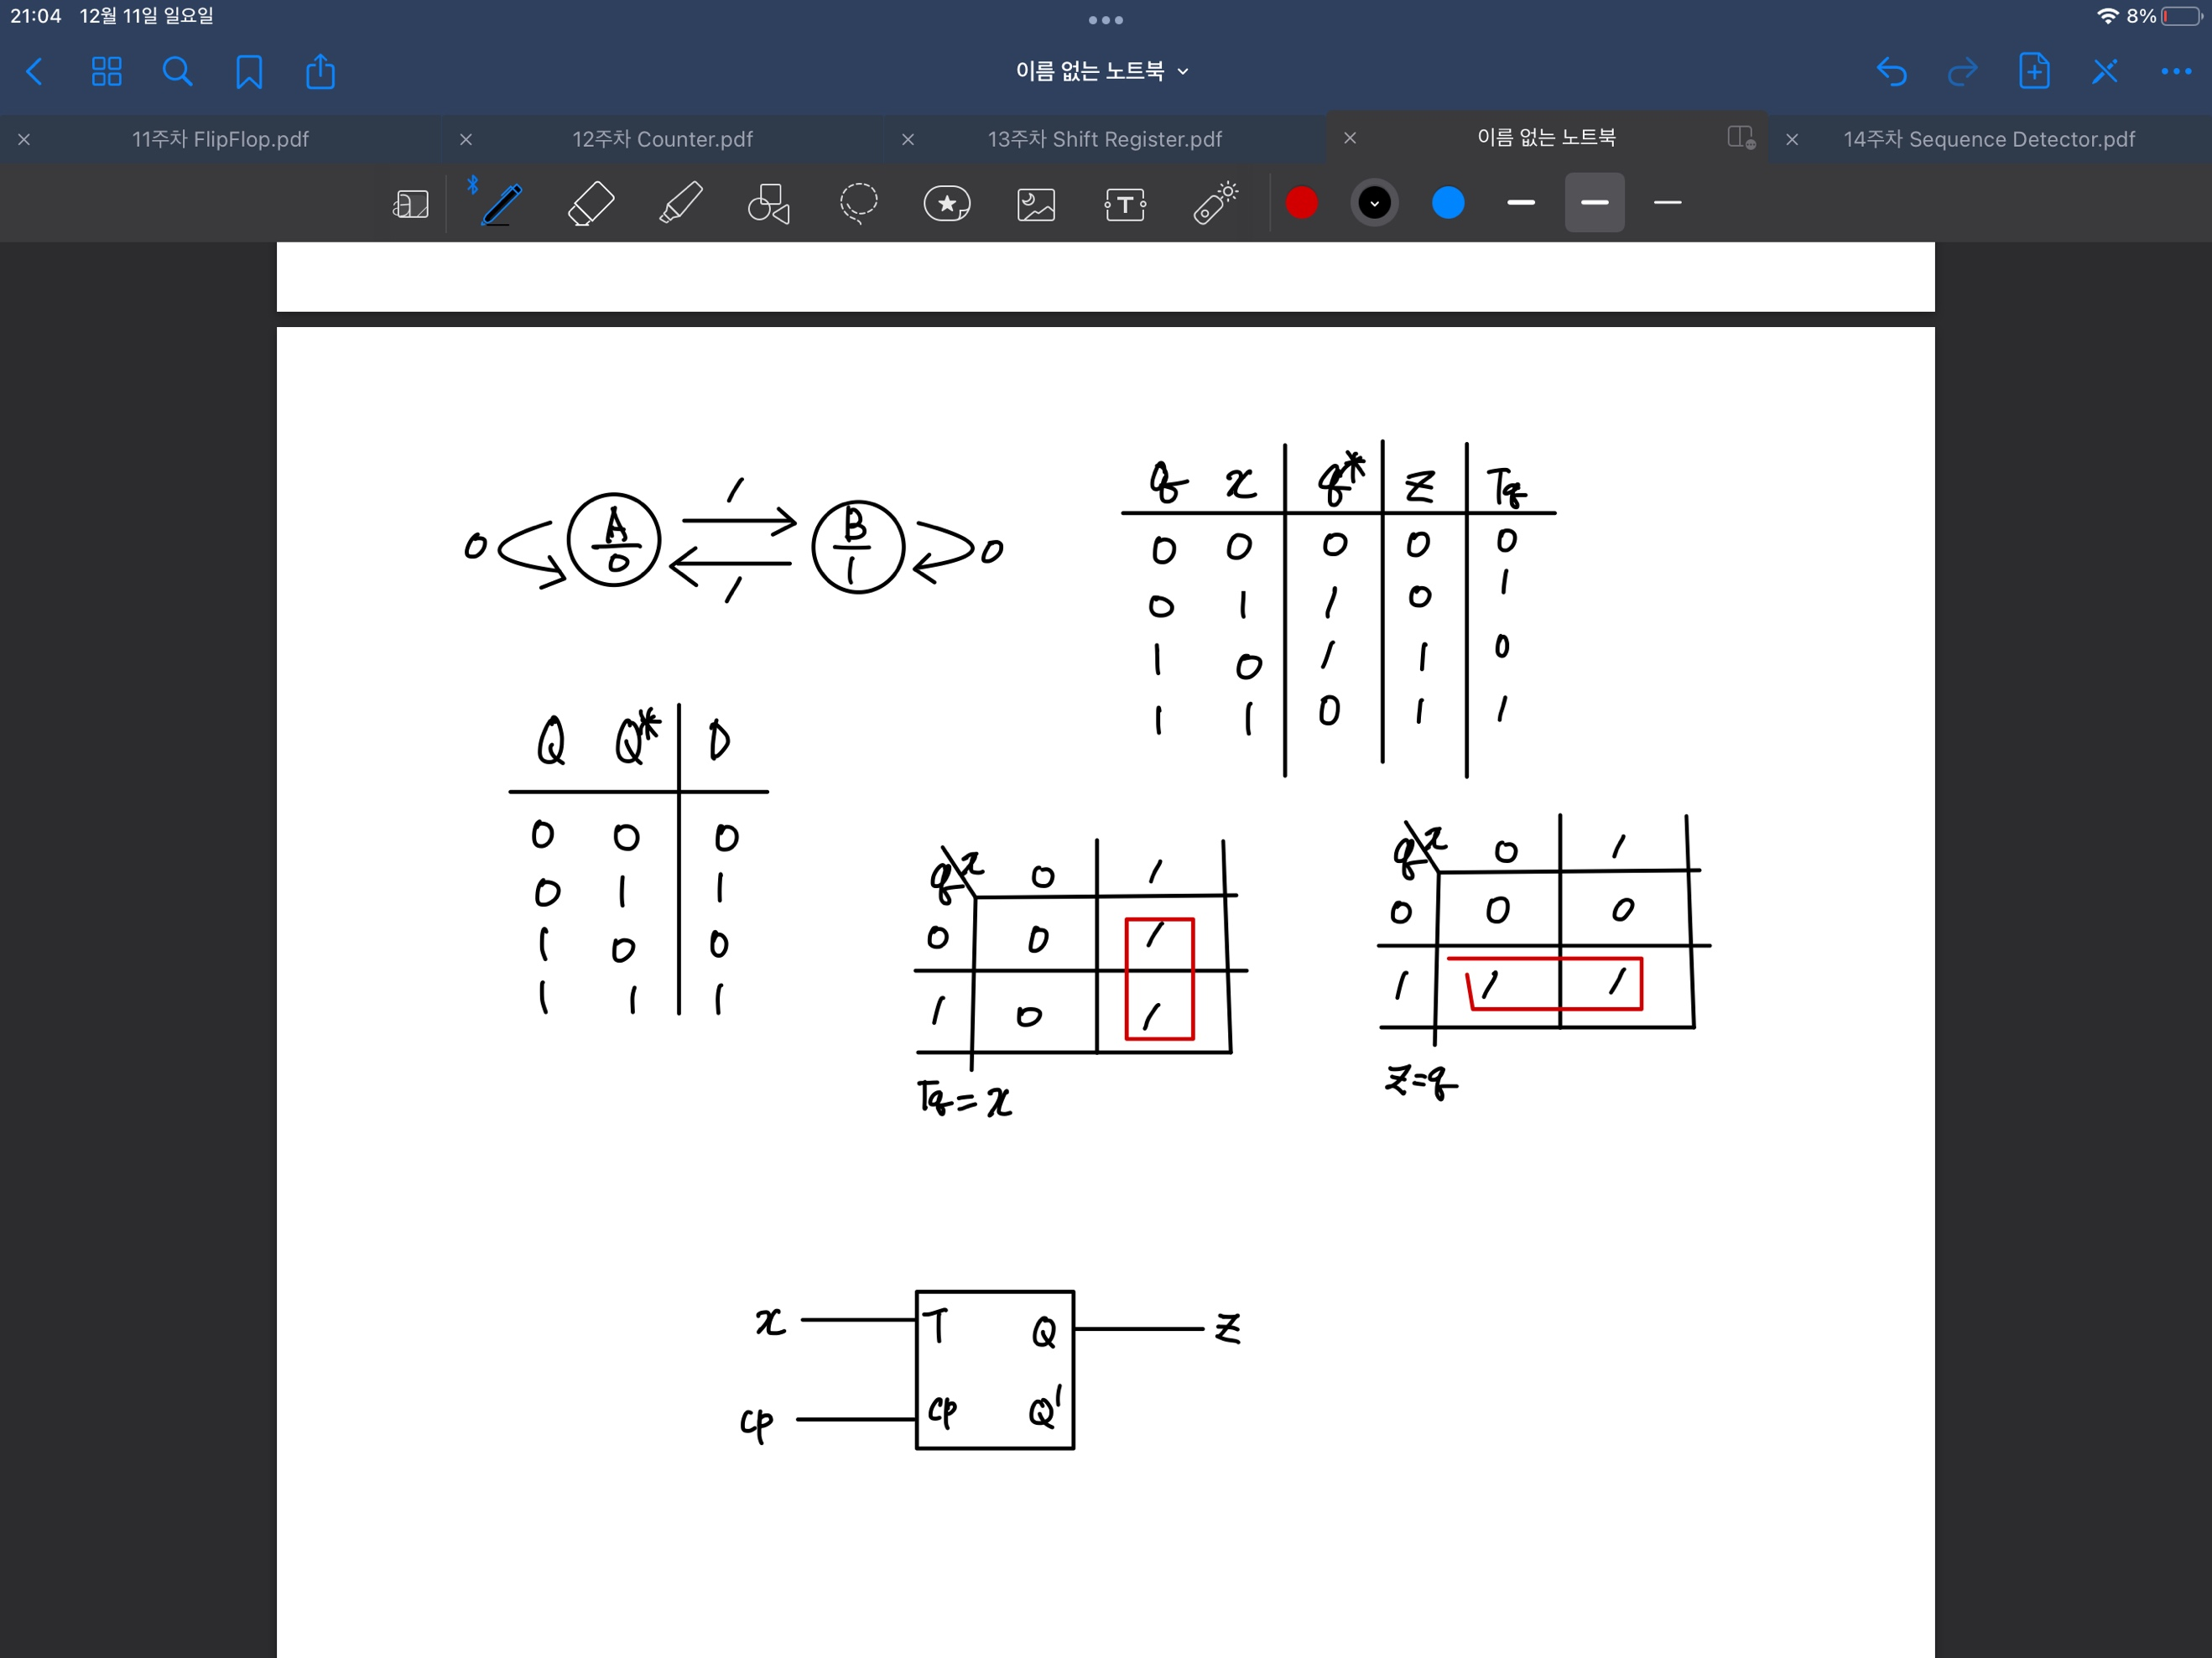 21:04 12월 11일 일요일
8%
이름 없는 노트북
11주차 FlipFlop.pdf
12주차 Counter.pdf
13주차 Shift Register.pdf
이름 없는 노트북
14주차 Sequence Detector.pdf
T
0 A 0 1 1 B 1 0
q x q* z Tq
0 0 0 0 0
0 1 1 0 1
1 0 1 1 0
1 1 0 1 1
Q Q* D
0 0 0
0 1 1
1 0 0
1 1 1
q x 0 1
0 0 1
1 0 1
Tq = x
q x 0 1
0 0 0
1 1 1
z = q
x T Q z
cp cp Q'